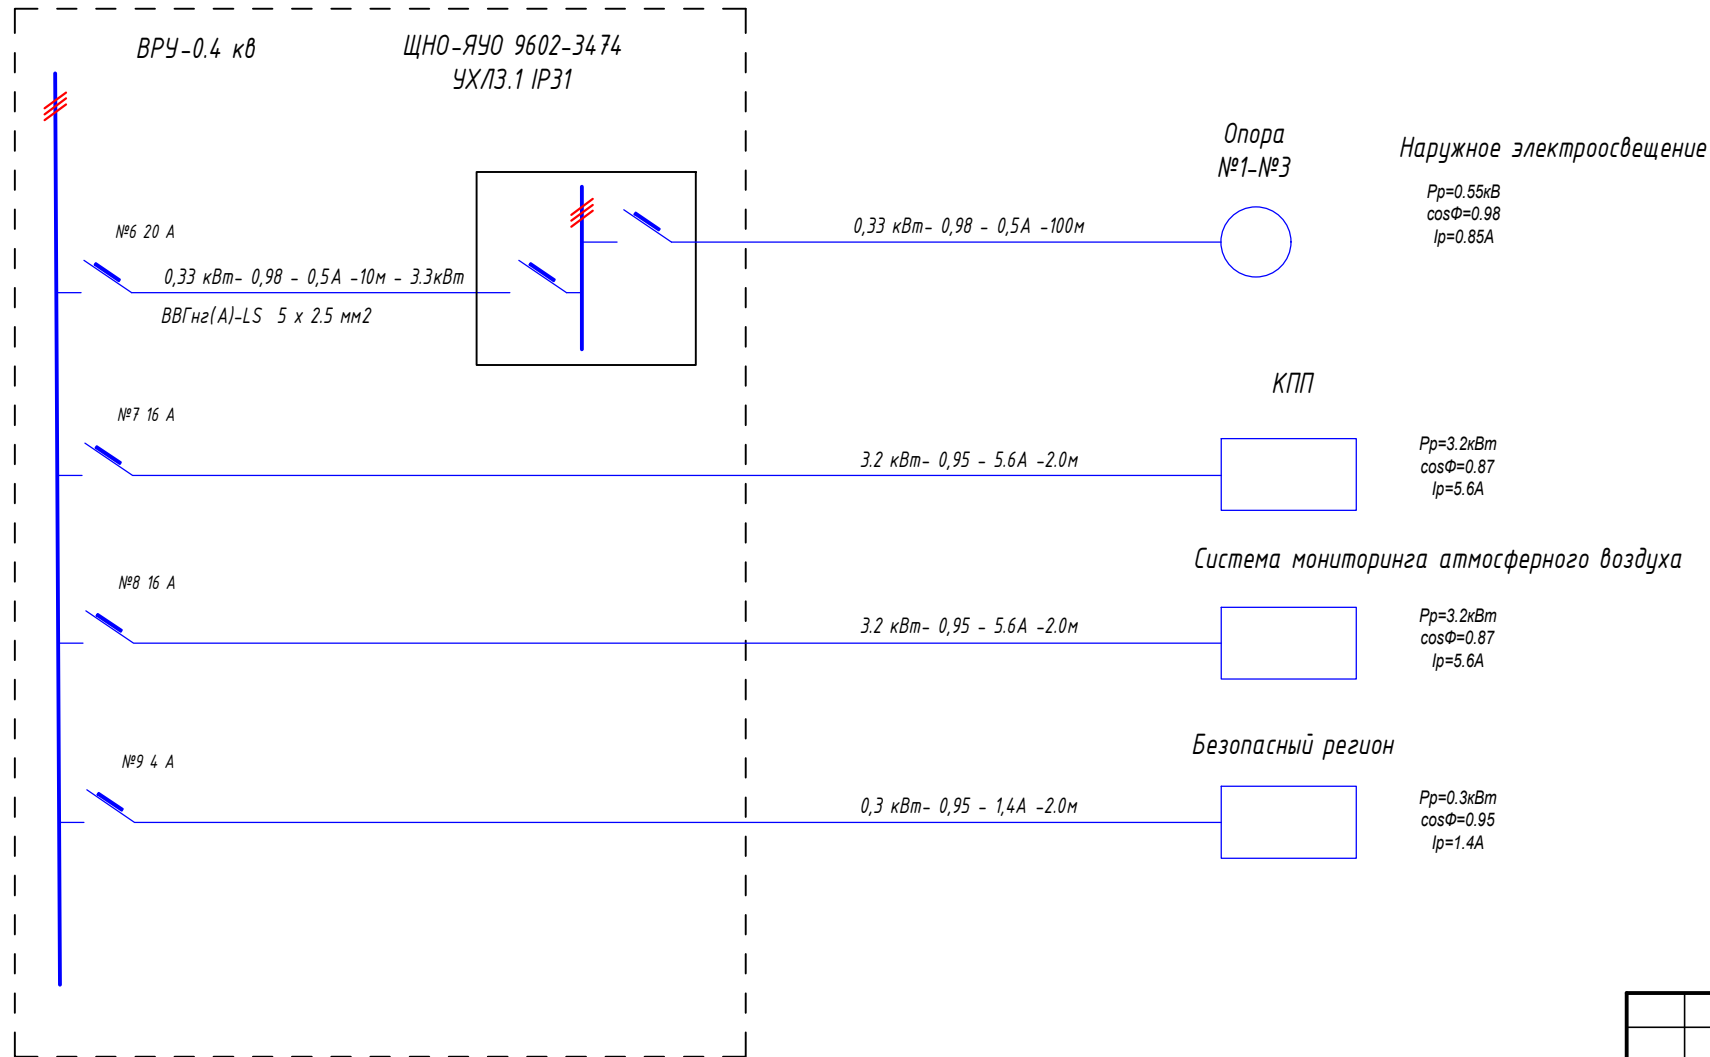 ВРУ-0.4 кв
ЩНО-ЯУО 9602-3474
УХЛ3.1 IP31
Опора
№1-№3
Наружное электроосвещение
Рр=0.55кВ
cosФ=0.98
Iр=0.85А
№6 20 А
0,33 кВт- 0,98 - 0,5А -100м
0,33 кВт- 0,98 - 0,5А -10м - 3.3кВт
ВВГнг(А)-LS 5 х 2.5 мм2
КПП
№7 16 А
3.2 кВт- 0,95 - 5.6А -2.0м
Рр=3.2кВт
cosФ=0.87
Iр=5.6А
Система мониторинга атмосферного воздуха
№8 16 А
3.2 кВт- 0,95 - 5.6А -2.0м
Рр=3.2кВт
cosФ=0.87
Iр=5.6А
Безопасный регион
№9 4 А
0,3 кВт- 0,95 - 1,4А -2.0м
Рр=0.3кВт
cosФ=0.95
Iр=1.4А